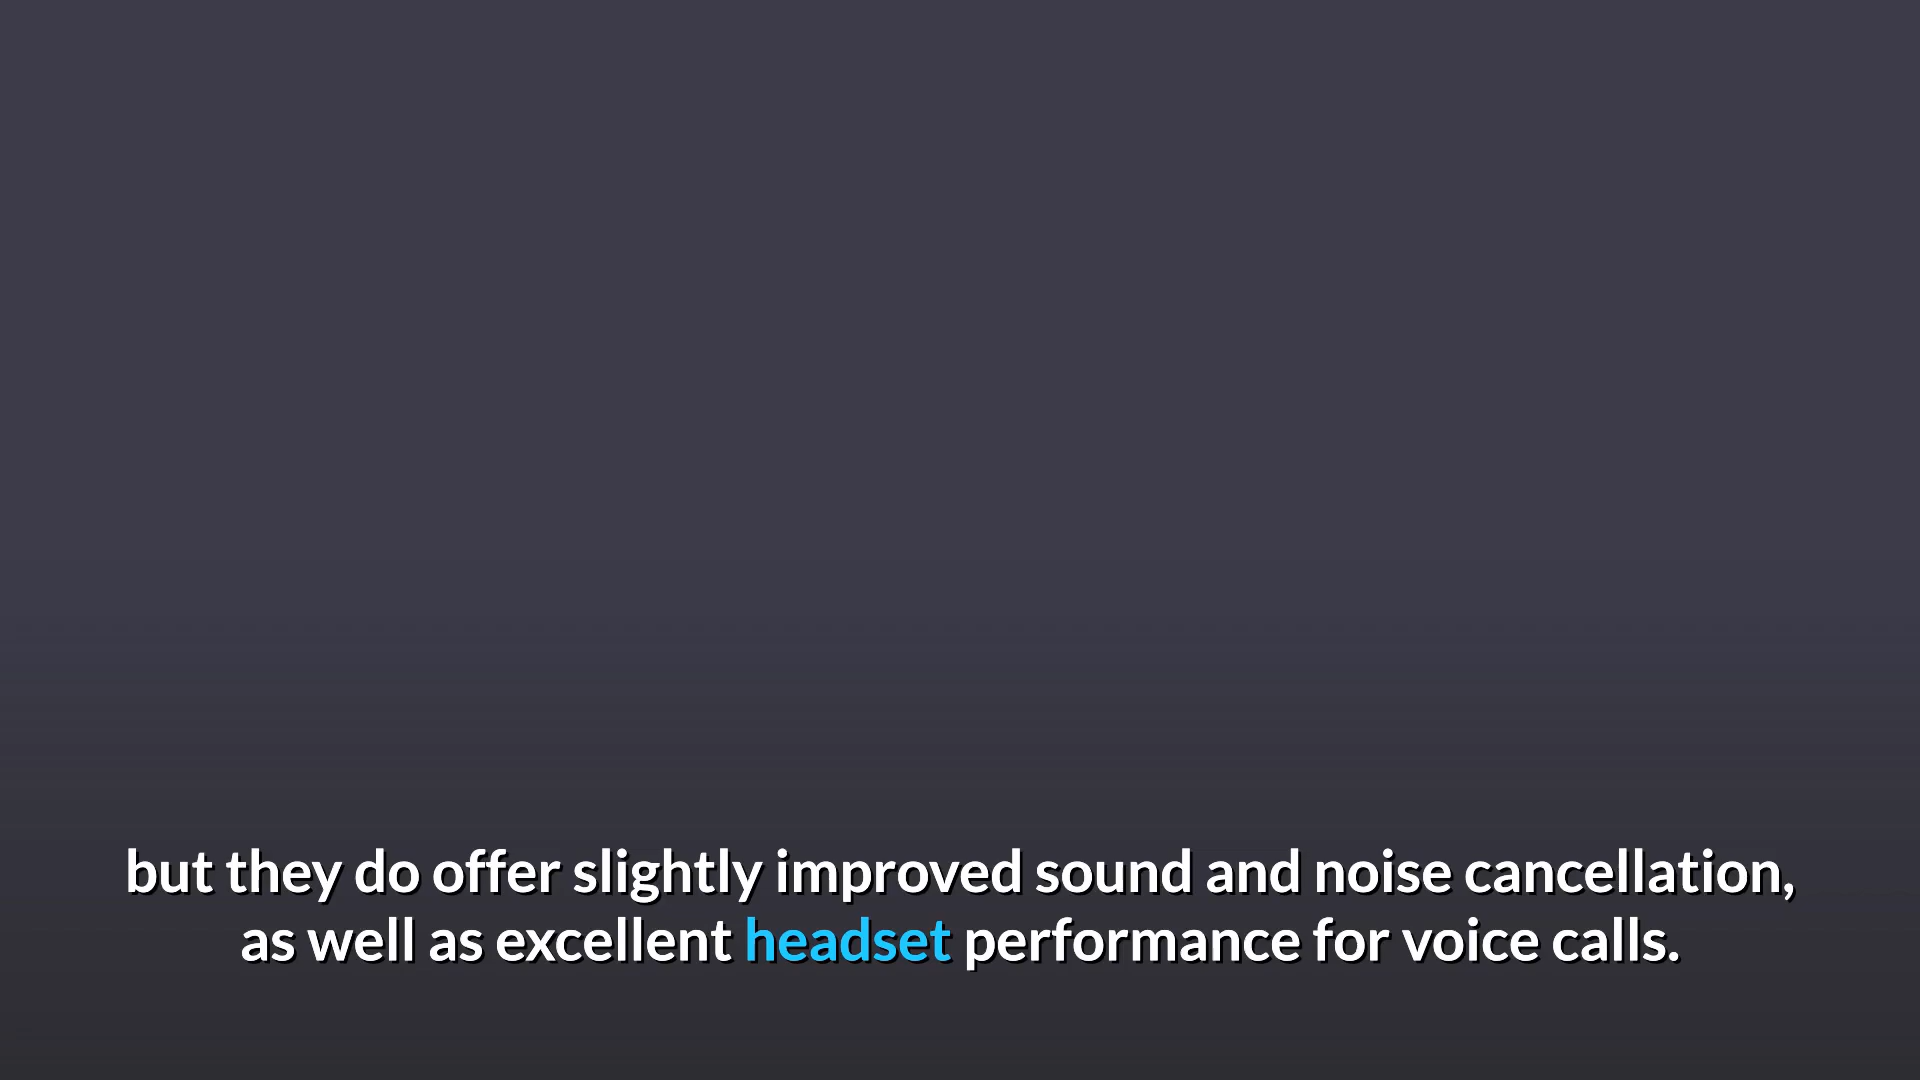 but they do offer slightly improved sound and noise cancellation,
as well as excellent headset performance for voice calls.